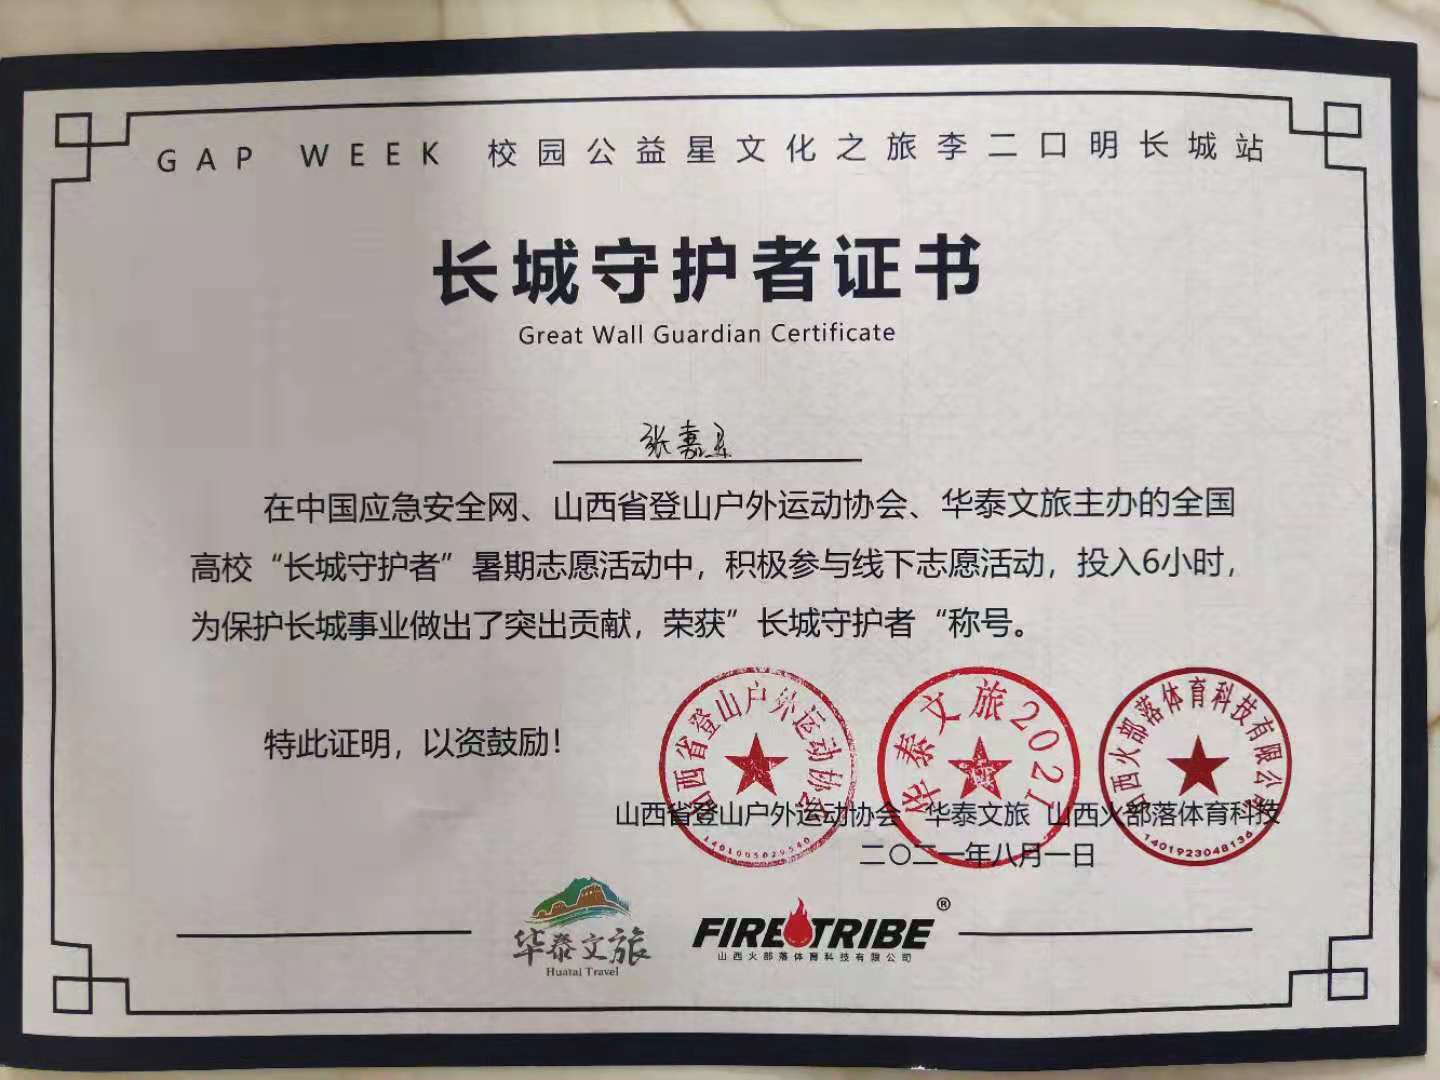 GAP WEEK 校园公益星文化之旅李二口明长城站
长城守护者证书
Great Wall Guardian Certificate
张嘉
在中国应急安全网、山西省登山户外运动协会、华泰文旅主办的全国
高校“长城守护者”暑期志愿活动中，积极参与线下志愿活动，投入6小时，
为保护长城事业做出了突出贡献，荣获”长城守护者“称号。
特此证明，以资鼓励！
山西省登山户外运动协会
1401005029540
华泰文旅2021
山西火部落体育科技有限公司
1401923048136
山西省登山户外运动协会 华泰文旅 山西火部落体育科技
二〇二一年八月一日
华泰文旅
Huatai Travel
FIRE TRIBE®
山西火部落体育科技有限公司